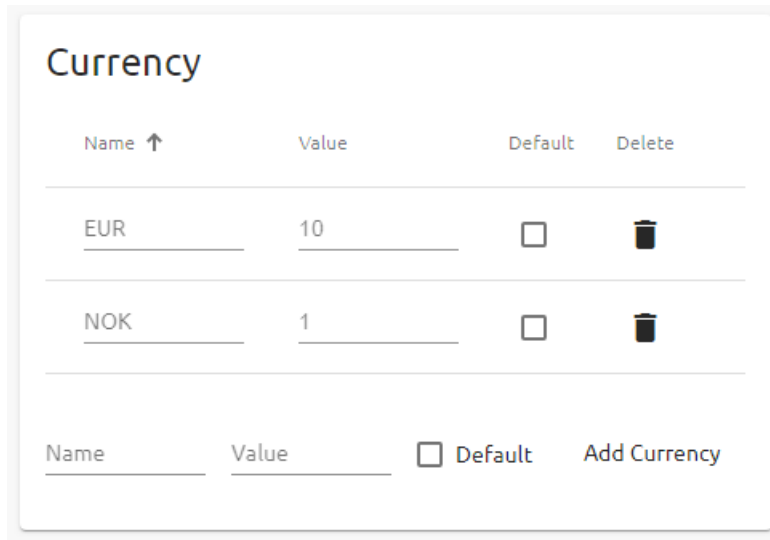 Currency
Name Value Default Delete
EUR 10
NOK 1
Name Value Default Add Currency